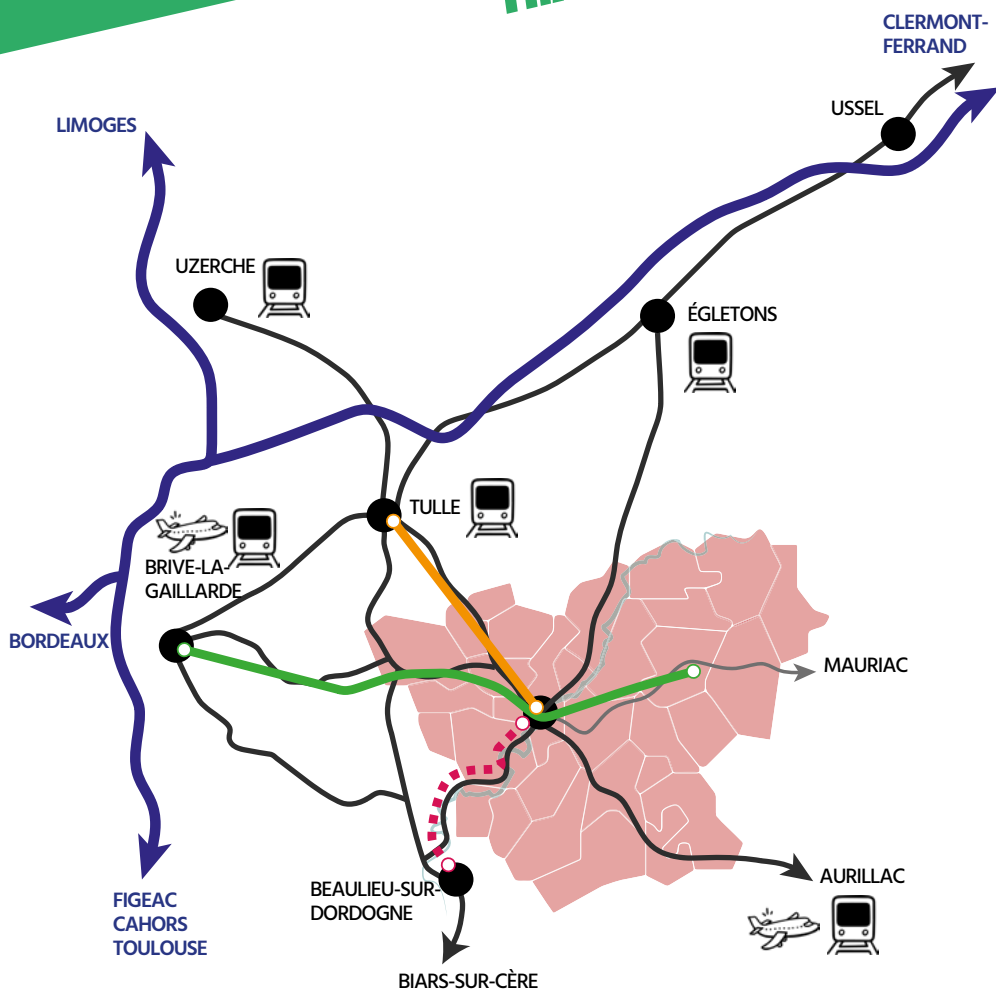 CLERMONT-
FERRAND
USSEL
LIMOGES
UZERCHE
ÉGLETONS
TULLE
BRIVE-LA-
GAILLARDE
BORDEAUX
MAURIAC
AURILLAC
BEAULIEU-SUR-
DORDOGNE
FIGEAC
CAHORS
TOULOUSE
BIARS-SUR-CÈRE